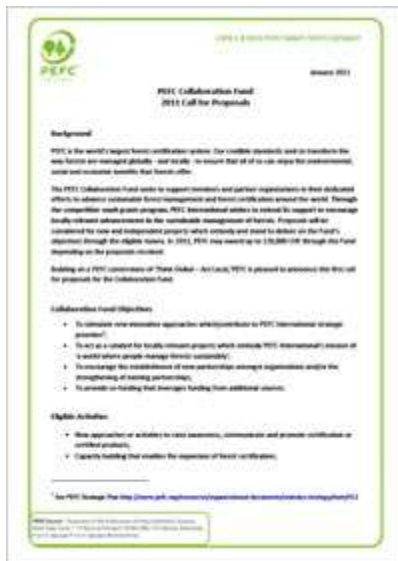 PEFC
January 2011
PEFC Collaboration Fund
2011 Call for Proposals
Background
PEFC is the world's largest forest certification system. Our credible standards seek to transform the
way forests are managed globally - and locally - to ensure that all of us can enjoy the environmental,
social and economic benefits that forests offer.
The PEFC Collaboration Fund seeks to support members and partner organizations in their dedicated
efforts to advance sustainable forest management and forest certification around the world. Through
the competitive small grants program, PEFC International wishes to extend its support to encourage
locally relevant advancement in the sustainable management of forests. Proposals will be
considered for new and independent projects which embody and stand to deliver on the Fund's
objectives through the eligible themes. In 2011, PEFC may award up to CHF through the Fund
depending on the proposals received.
Building on a PEFC cornerstone of 'Think Global - Act Local,' PEFC is pleased to announce this first call
for proposals for the Collaboration Fund.
Collaboration Fund Objectives
• To stimulate new innovative approaches which contribute to PEFC International strategic
priorities¹;
• To act as a catalyst for locally relevant projects which embody PEFC International's mission of
'a world where people manage forests sustainably';
• To encourage the establishment of new partnerships amongst organizations and/or the
strengthening of existing partnerships;
• To provide co-funding that leverages funding from additional sources.
Eligible Activities
• New approaches or activities to raise awareness, communicate and promote certification or
certified products;
• Capacity building that enables the expansion of forest certification;
¹ See PEFC Strategic Plan
PEFC Council